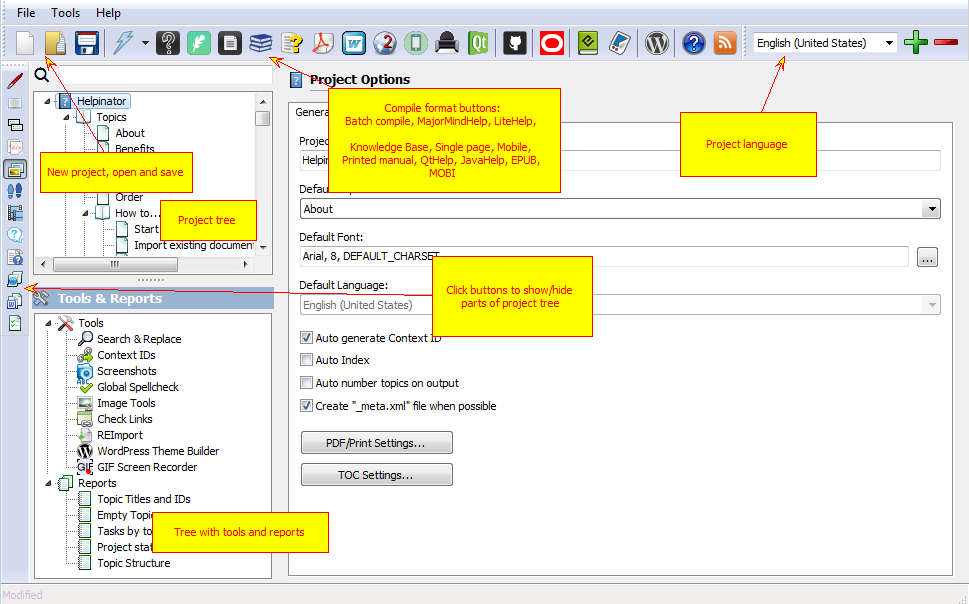 File Tools Help
English (United States)
Project Options
Helpinator
Topics
About
Benefits
Order
How to...
Start
Import existing documen
New project, open and save
Project tree
Compile format buttons:
Batch compile, MajorMindHelp, LiteHelp,
Knowledge Base, Single page, Mobile,
Printed manual, QtHelp, JavaHelp, EPUB,
MOBI
Project language
Genera
Projec
Helpin
About
Default Font:
Arial, 8, DEFAULT_CHARSET
...
Default Language:
English (United States)
Click buttons to show/hide
parts of project tree
Auto generate Context ID
Auto Index
Auto number topics on output
Create "_meta.xml" file when possible
PDF/Print Settings...
TOC Settings...
Tools & Reports
Tools
Search & Replace
Context IDs
Screenshots
Global Spellcheck
Image Tools
Check Links
REImport
WordPress Theme Builder
GIF Screen Recorder
Reports
Topic Titles and IDs
Empty Topic
Tasks by to
Project stat
Topic Structure
Tree with tools and reports
Modified